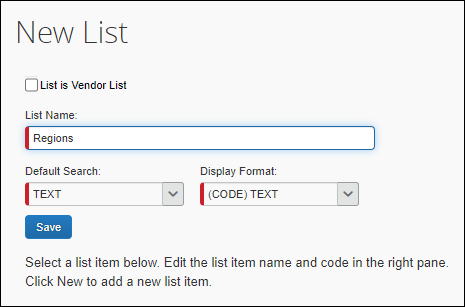 New List
List is Vendor List
List Name:
Regions
Default Search: Display Format:
TEXT (CODE) TEXT
Save
Select a list item below. Edit the list item name and code in the right pane.
Click New to add a new list item.